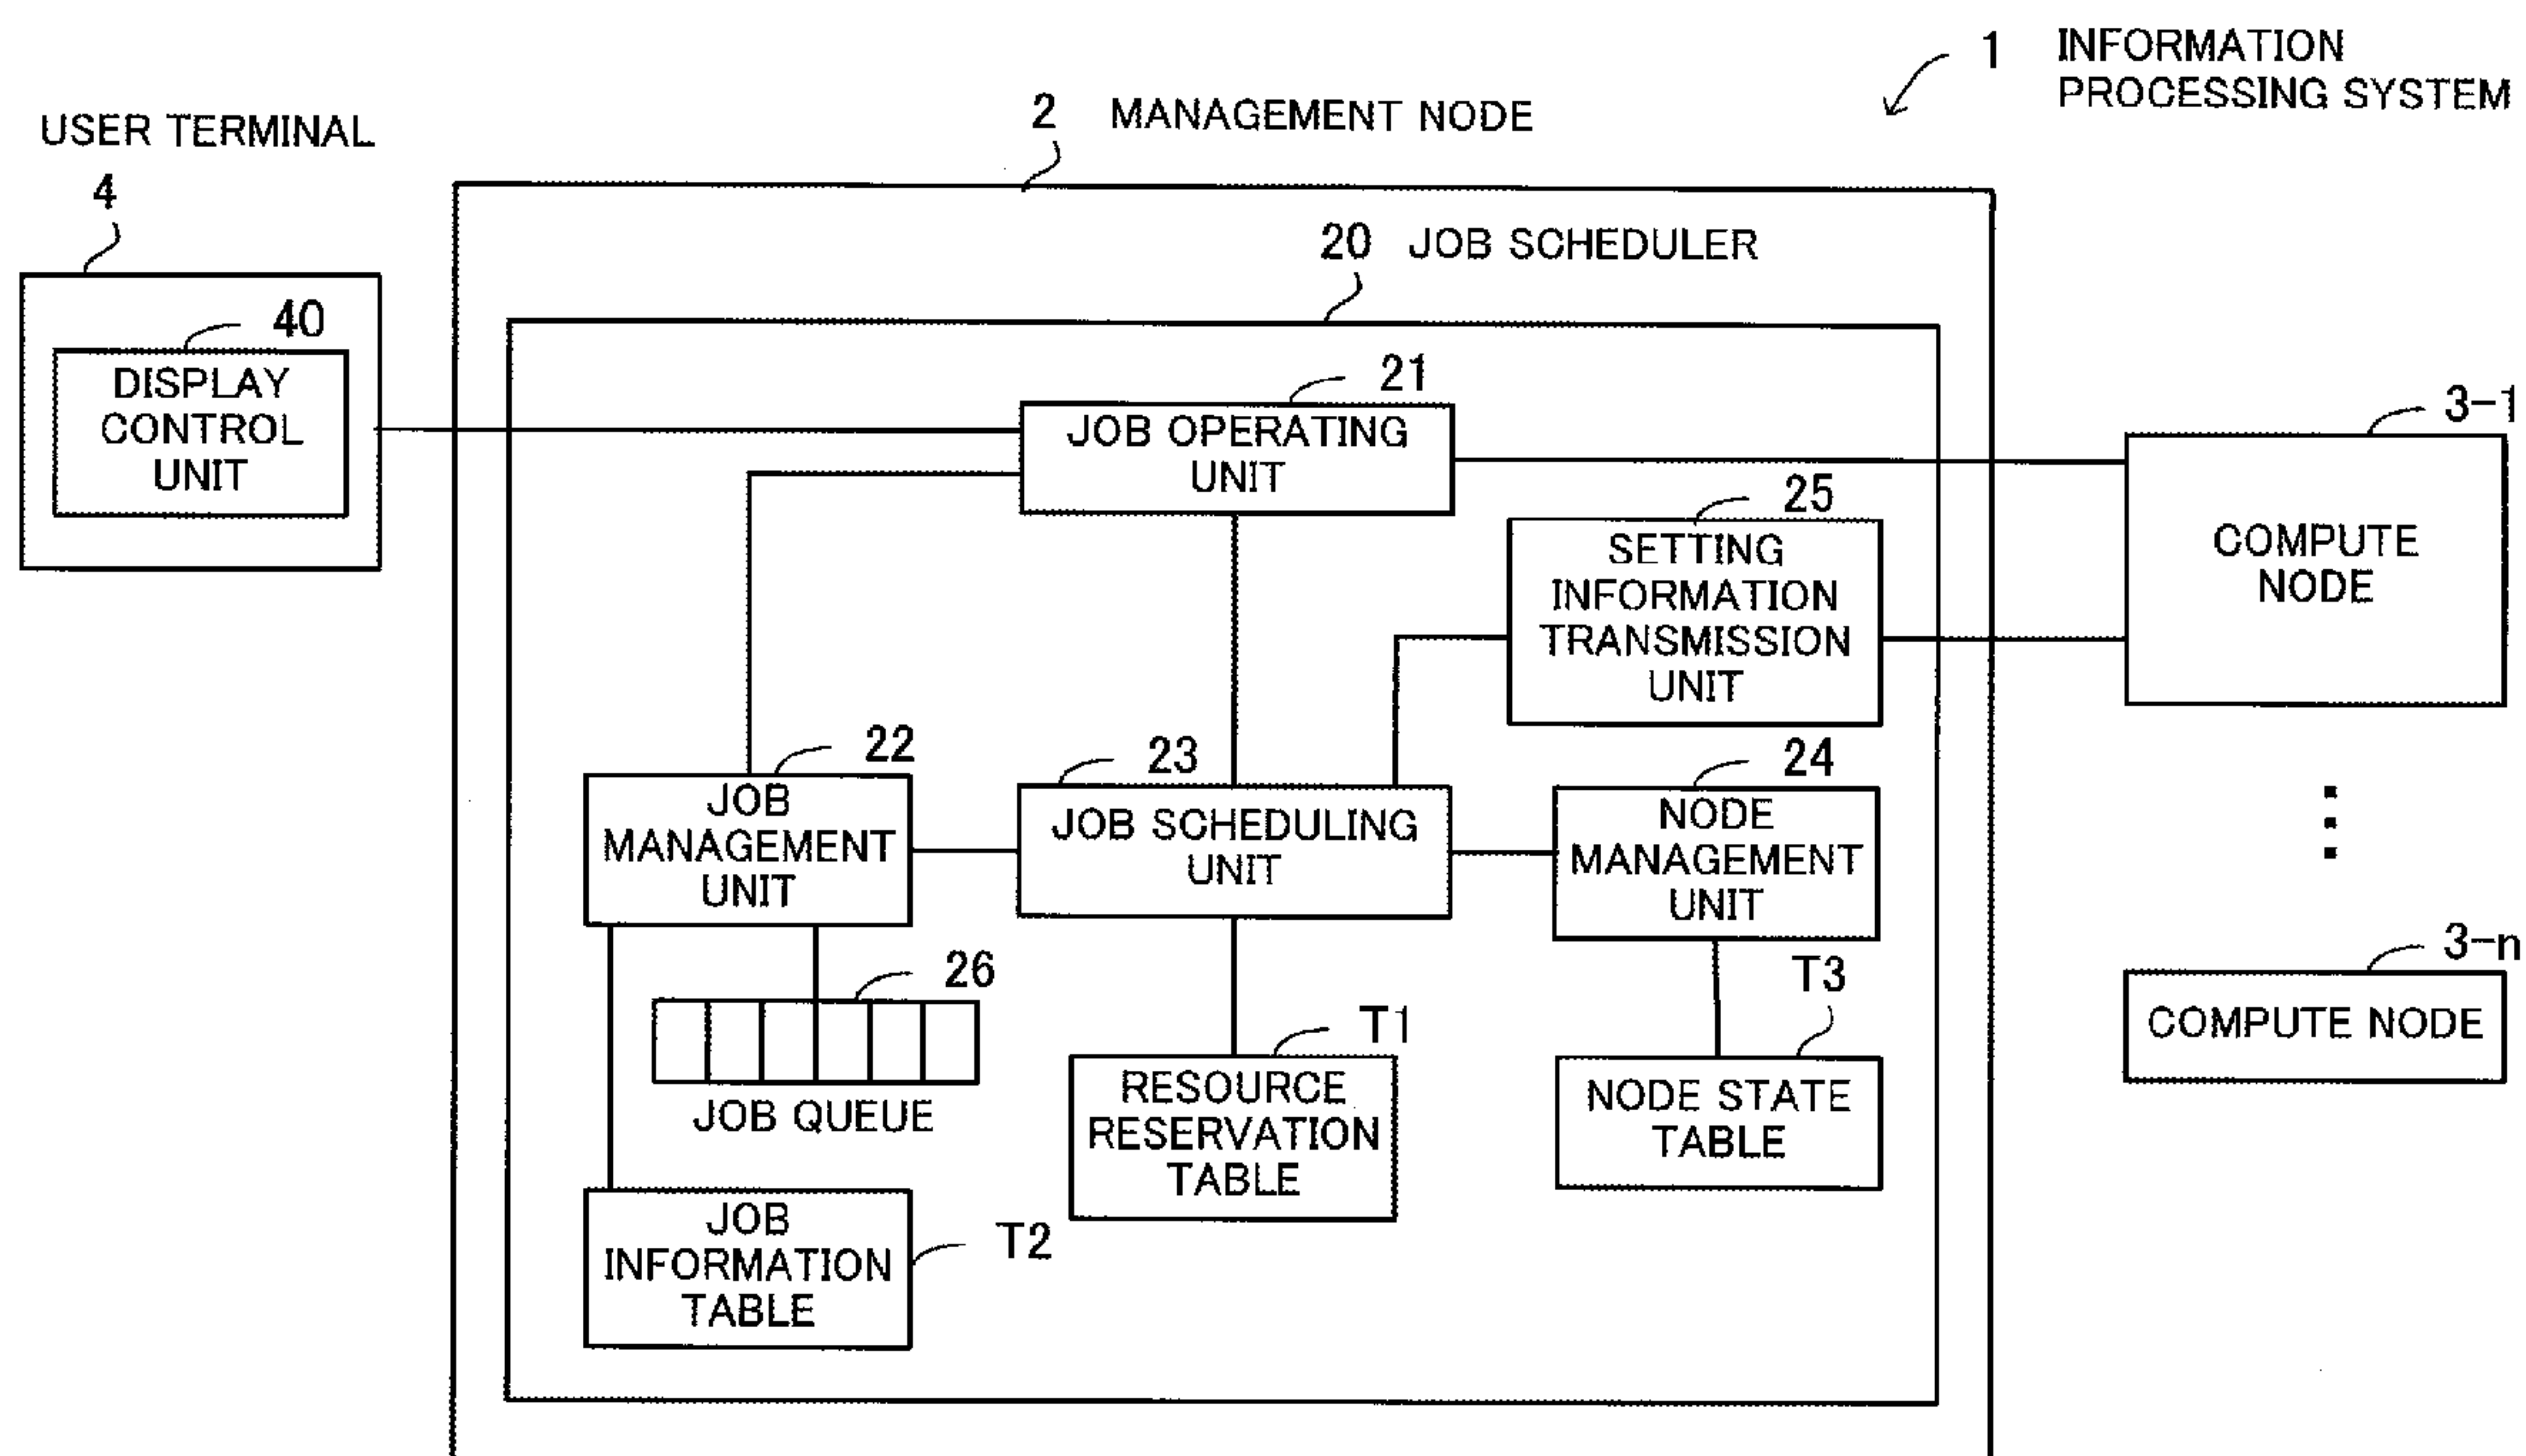 1 INFORMATION
PROCESSING SYSTEM
2 MANAGEMENT NODE
USER TERMINAL
4
20 JOB SCHEDULER
40
DISPLAY
CONTROL
UNIT
21
JOB OPERATING
UNIT
3-1
COMPUTE
NODE
25
SETTING
INFORMATION
TRANSMISSION
UNIT
22
JOB
MANAGEMENT
UNIT
23
JOB SCHEDULING
UNIT
24
NODE
MANAGEMENT
UNIT
3-n
COMPUTE NODE
26
JOB QUEUE
T1
RESOURCE
RESERVATION
TABLE
T3
NODE STATE
TABLE
JOB
INFORMATION
TABLE
T2